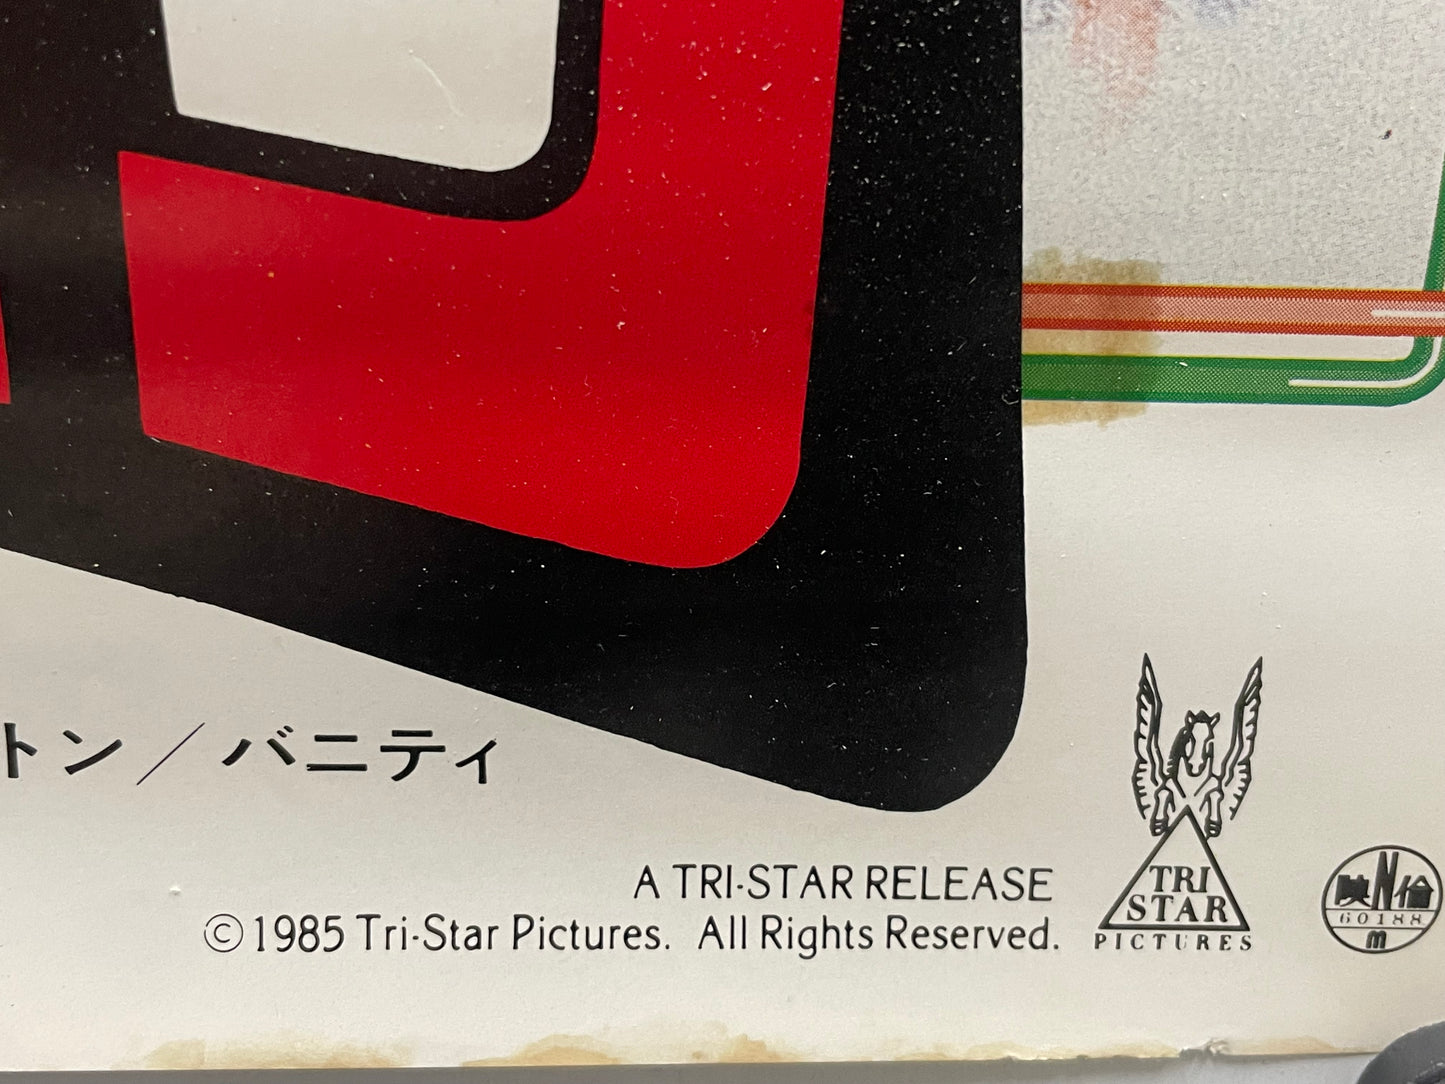 トン／バニティ
A TRI-STAR RELEASE
©1985 Tri-Star Pictures. All Rights Reserved.
TRI
STAR
PICTURES
映N倫
60188
m